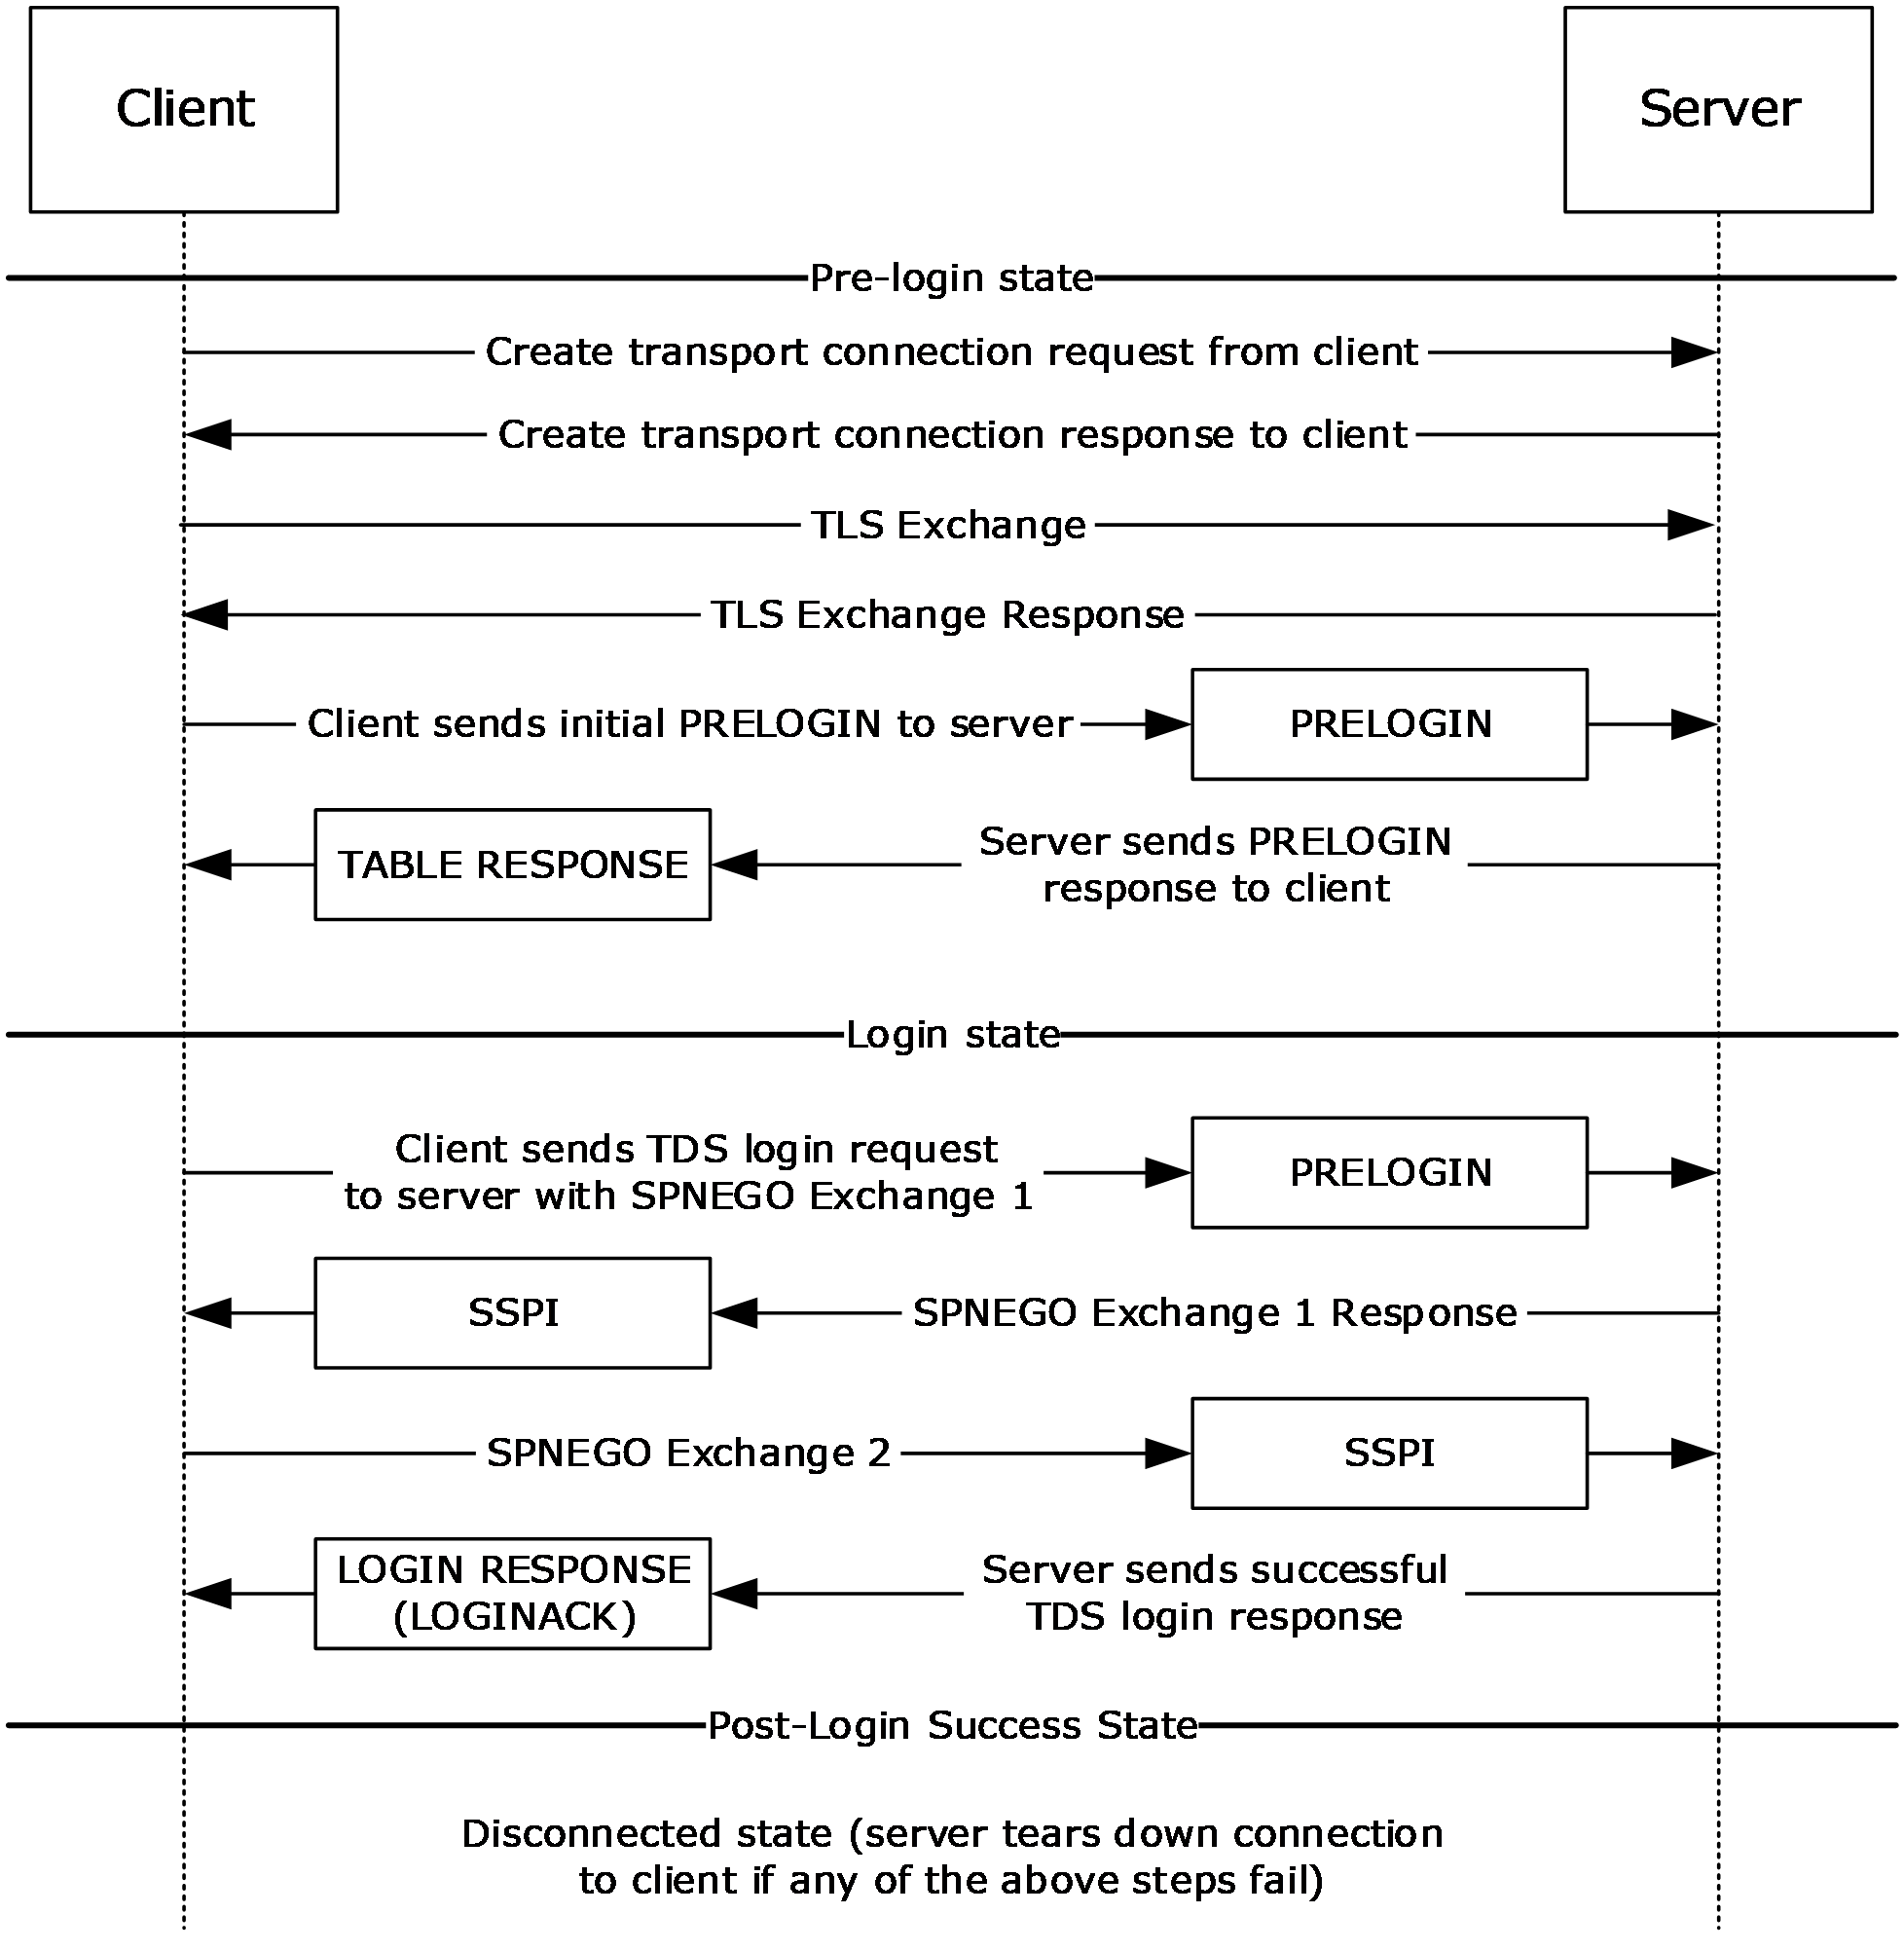 Client
Server
Pre-login state
Create transport connection request from client
Create transport connection response to client
TLS Exchange
TLS Exchange Response
Client sends initial PRELOGIN to server
PRELOGIN
TABLE RESPONSE
Server sends PRELOGIN
response to client
Login state
Client sends TDS login request
to server with SPNEGO Exchange 1
PRELOGIN
SSPI
SPNEGO Exchange 1 Response
SPNEGO Exchange 2
SSPI
LOGIN RESPONSE
(LOGINACK)
Server sends successful
TDS login response
Post-Login Success State
Disconnected state (server tears down connection
to client if any of the above steps fail)